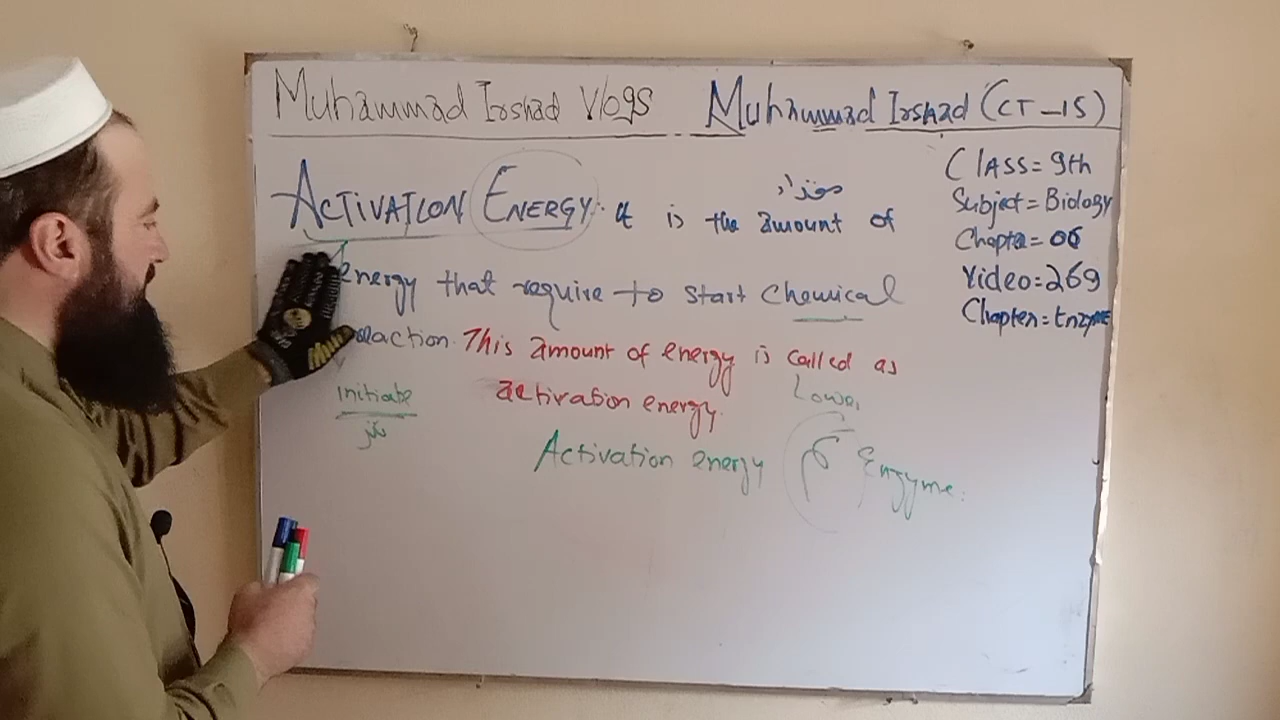 Muhammad Irshad Vlogs Muhammad Irshad (CT-15)
ACTIVATION ENERGY: it is the amount of
مقدار
energy that require to start Chemical
reaction. This amount of energy is called as
activation energy.
initiate
Lower
Activation energy Enzyme.
CLASS = 9th
Subject = Biology
Chapter = 06
Video = 269
Chapter = Enzyme